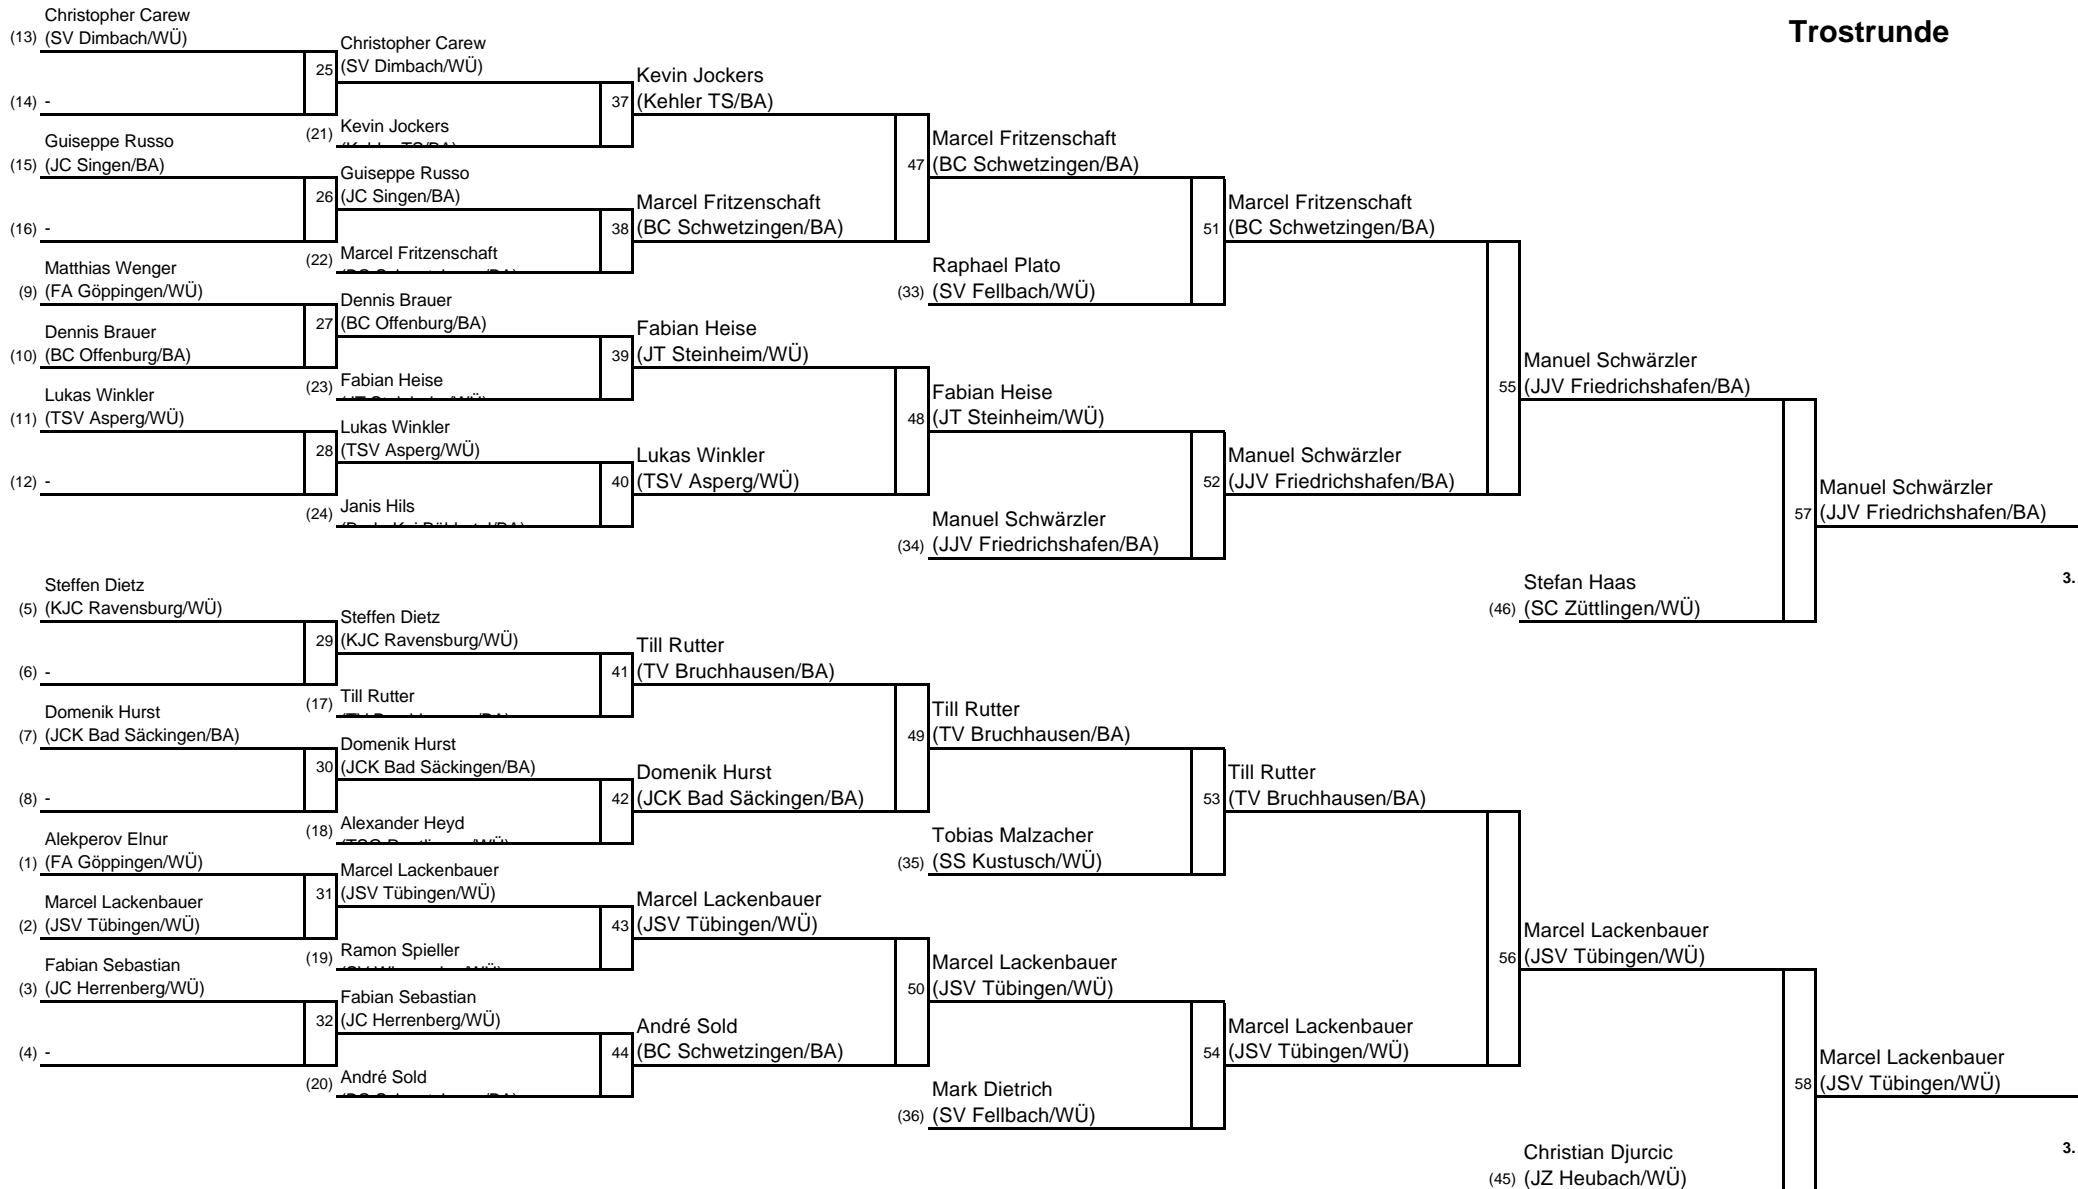 Trostrunde
Christopher Carew
(13) (SV Dimbach/WÜ)
25
(14) -
Guiseppe Russo
(15) (JC Singen/BA)
26
(16) -
Matthias Wenger
(9) (FA Göppingen/WÜ)
27
Dennis Brauer
(10) (BC Offenburg/BA)
Lukas Winkler
(11) (TSV Asperg/WÜ)
28
(12) -
Steffen Dietz
(5) (KJC Ravensburg/WÜ)
29
(6) -
Domenik Hurst
(7) (JCK Bad Säckingen/BA)
30
(8) -
Alekperov Elnur
(1) (FA Göppingen/WÜ)
31
Marcel Lackenbauer
(2) (JSV Tübingen/WÜ)
Fabian Sebastian
(3) (JC Herrenberg/WÜ)
32
(4) -
Christopher Carew
(SV Dimbach/WÜ)
37
(21) Kevin Jockers
Guiseppe Russo
(JC Singen/BA)
38
(22) Marcel Fritzenschaft
Dennis Brauer
(BC Offenburg/BA)
39
(23) Fabian Heise
Lukas Winkler
(TSV Asperg/WÜ)
40
(24) Janis Hils
Steffen Dietz
(KJC Ravensburg/WÜ)
41
(17) Till Rutter
Domenik Hurst
(JCK Bad Säckingen/BA)
42
(18) Alexander Heyd
Marcel Lackenbauer
(JSV Tübingen/WÜ)
43
(19) Ramon Spieller
Fabian Sebastian
(JC Herrenberg/WÜ)
44
(20) André Sold
Kevin Jockers
(Kehler TS/BA)
47
Marcel Fritzenschaft
(BC Schwetzingen/BA)
Fabian Heise
(JT Steinheim/WÜ)
48
Lukas Winkler
(TSV Asperg/WÜ)
Till Rutter
(TV Bruchhausen/BA)
49
Domenik Hurst
(JCK Bad Säckingen/BA)
Marcel Lackenbauer
(JSV Tübingen/WÜ)
50
André Sold
(BC Schwetzingen/BA)
Marcel Fritzenschaft
(BC Schwetzingen/BA)
51
Raphael Plato
(33) (SV Fellbach/WÜ)
Fabian Heise
(JT Steinheim/WÜ)
52
Manuel Schwärzler
(34) (JJV Friedrichshafen/BA)
Till Rutter
(TV Bruchhausen/BA)
53
Tobias Malzacher
(35) (SS Kustusch/WÜ)
Marcel Lackenbauer
(JSV Tübingen/WÜ)
54
Mark Dietrich
(36) (SV Fellbach/WÜ)
Marcel Fritzenschaft
(BC Schwetzingen/BA)
55
Manuel Schwärzler
(JJV Friedrichshafen/BA)
Till Rutter
(TV Bruchhausen/BA)
56
Marcel Lackenbauer
(JSV Tübingen/WÜ)
Manuel Schwärzler
(JJV Friedrichshafen/BA)
57
Stefan Haas
(46) (SC Züttlingen/WÜ)
Marcel Lackenbauer
(JSV Tübingen/WÜ)
58
Christian Djurcic
(45) (JZ Heubach/WÜ)
Manuel Schwärzler
(JJV Friedrichshafen/BA)
3.
Marcel Lackenbauer
(JSV Tübingen/WÜ)
3.